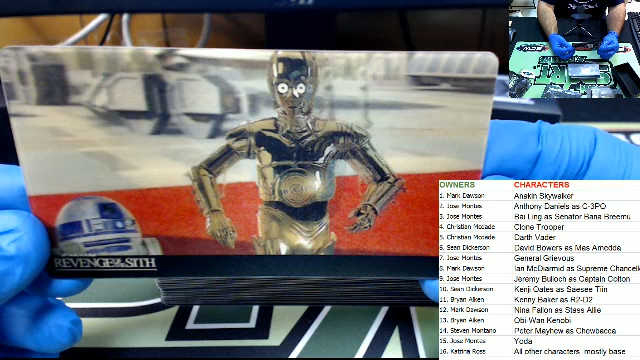 REVENGE OF THE SITH
OWNERS CHARACTERS
1. Mark Dawson Anakin Skywalker
2. Jose Montes Anthony Daniels as C-3PO
3. Jose Montes Bai Ling as Senator Bana Breemu
4. Christian Clone Trooper
5. Christian Darth Vader
6. Sean Dickerson David Bowers as Mas Amedda
7. Jose Montes General Grievous
8. Mark Dawson Ian McDiarmid as Supreme Chancell
9. Jose Montes Jeremy Bulloch as Captain Colton
10. Sean Dickerson Kenji Oates as Saesee Tiin
11. Bryan Aiken Kenny Baker as R2-D2
12. Mark Dawson Nina Fallon as Stass Allie
13. Bryan Aiken Obi-Wan Kenobi
14. Steven Montano Peter Mayhew as Chewbacca
15. Jose Montes Yoda
16. Katrina Ross All other characters, mostly base